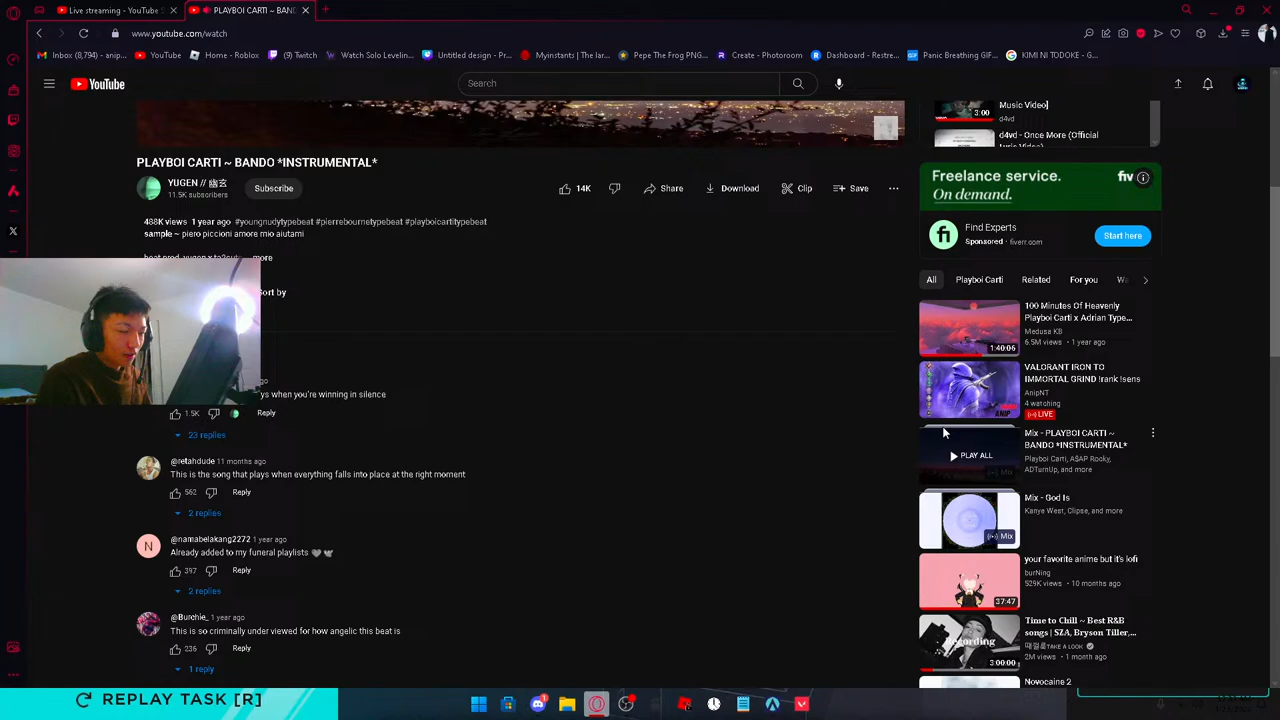 Live streaming - YouTube S
PLAYBOI CARTI ~ BAND
www.youtube.com/watch
Inbox (8,794) - anip...
YouTube
Home - Roblox
(9) Twitch
Watch Solo Levelin...
Untitled design - Pr...
Myinstants | The lar...
Pepe The Frog PNG...
Create - Photoroom
Dashboard - Restre...
Panic Breathing GIF...
KIMI NI TODOKE - G...
YouTube
Search
Music Video]
d4vd
3:00
d4vd - Once More (Official
PLAYBOI CARTI ~ BANDO *INSTRUMENTAL*
YUGEN // 幽玄
11.5K subscribers
Subscribe
14K
Share
Download
Clip
Save
Freelance service.
On demand.
fiv
fi
Find Experts
Sponsored · fiverr.com
Start here
488K views 1 year ago #youngnudytypebeat #pierrebournetypebeat #playboicartitypebeat
sample ~ piero piccioni amore mio aiutami
...more
Sort by
All
Playboi Carti
Related
For you
Wa
100 Minutes Of Heavenly
Playboi Carti x Adrian Type...
Medusa KB
6.5M views • 1 year ago
1:40:06
VALORANT IRON TO
IMMORTAL GRIND !rank !sens
AnipNT
4 watching
LIVE
ys when you're winning in silence
1.5K
Reply
23 replies
Mix - PLAYBOI CARTI ~
BANDO *INSTRUMENTAL*
Playboi Carti, A$AP Rocky,
ADTurnUp, and more
PLAY ALL
Mix
@retahdude 11 months ago
This is the song that plays when everything falls into place at the right moment
562
Reply
2 replies
Mix - God Is
Kanye West, Clipse, and more
Mix
N
@namabelakang2272 1 year ago
Already added to my funeral playlists 🩶🕊
397
Reply
2 replies
your favorite anime but it's lofi
burNing
529K views • 10 months ago
37:47
@Burchie_ 1 year ago
This is so criminally under viewed for how angelic this beat is
236
Reply
1 reply
Time to Chill ~ Best R&B
songs | SZA, Bryson Tiller,...
2M views • 1 month ago
Recording
3:00:00
Novocaine 2
REPLAY TASK [R]